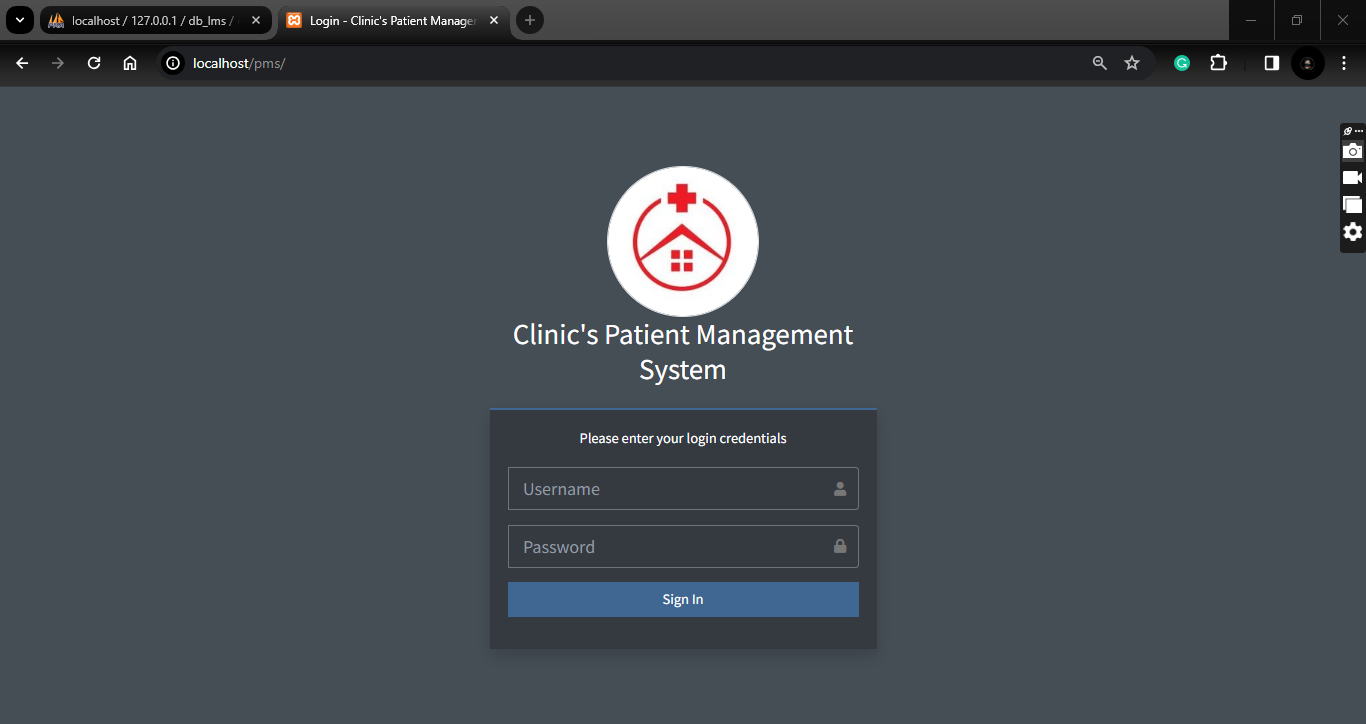 localhost / 127.0.0.1 / db_lms /
Login - Clinic's Patient Manager
localhost/pms/
Clinic's Patient Management
System
Please enter your login credentials
Username
Password
Sign In